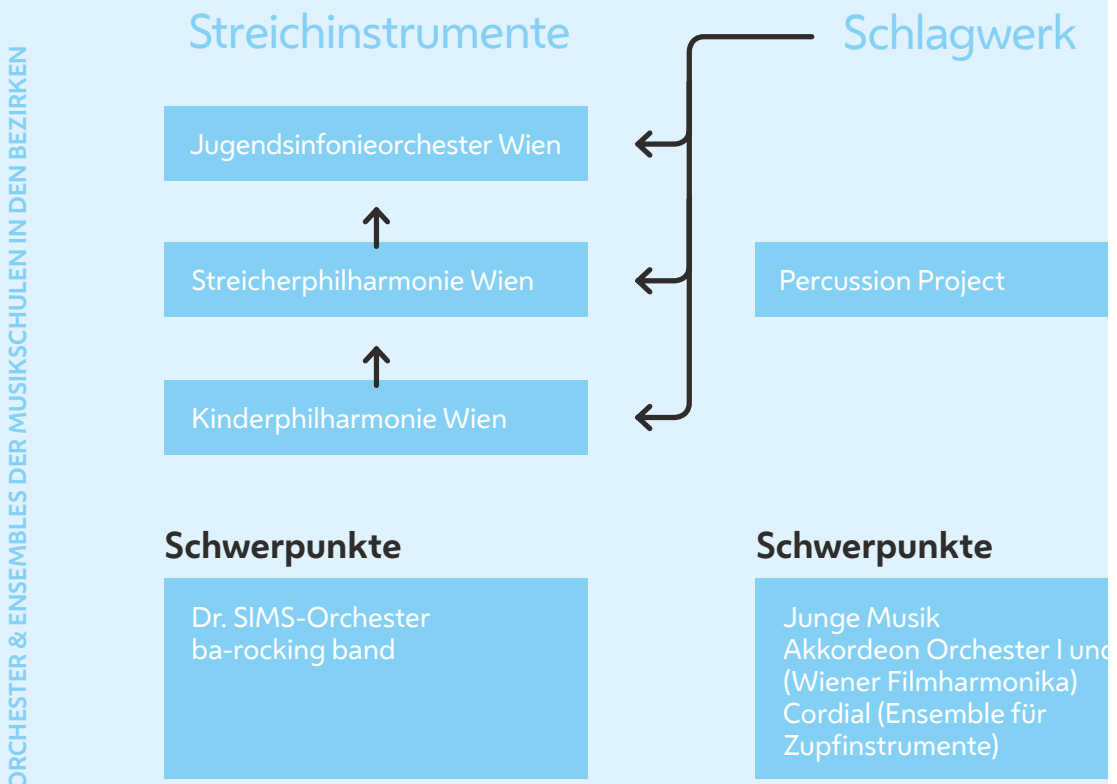 ORCHESTER & ENSEMBLES DER MUSIKSCHULEN IN DEN BEZIRKEN
Streichinstrumente
Jugendsinfonieorchester Wien
Streicherphilharmonie Wien
Kinderphilharmonie Wien
Schwerpunkte
Dr. SIMS-Orchester
ba-rocking band
Schlagwerk
Percussion Project
Schwerpunkte
Junge Musik
Akkordeon Orchester I und
(Wiener Filmharmonika)
Cordial (Ensemble für
Zupfinstrumente)